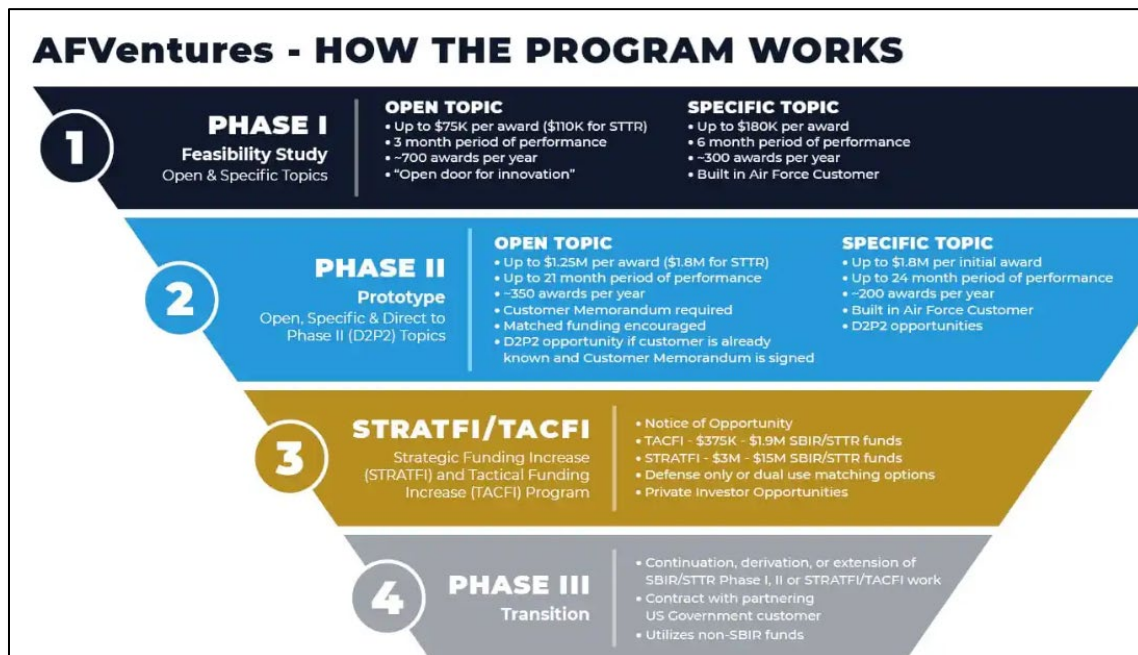 AFVentures - HOW THE PROGRAM WORKS
1
PHASE I
Feasibility Study
Open & Specific Topics
OPEN TOPIC
• Up to $75K per award ($110K for STTR)
• 3 month period of performance
• ~700 awards per year
• “Open door for innovation”
SPECIFIC TOPIC
• Up to $180K per award
• 6 month period of performance
• ~300 awards per year
• Built in Air Force Customer
2
PHASE II
Prototype
Open, Specific & Direct to
Phase II (D2P2) Topics
OPEN TOPIC
• Up to $1.25M per award ($1.8M for STTR)
• Up to 21 month period of performance
• ~350 awards per year
• Customer Memorandum required
• Matched funding encouraged
• D2P2 opportunity if customer is already
known and Customer Memorandum is signed
SPECIFIC TOPIC
• Up to $1.8M per initial award
• Up to 24 month period of performance
• ~200 awards per year
• Built in Air Force Customer
• D2P2 opportunities
3
STRATFI/TACFI
Strategic Funding Increase
(STRATFI) and Tactical Funding
Increase (TACFI) Program
• Notice of Opportunity
• TACFI - $375K - $1.9M SBIR/STTR funds
• STRATFI - $3M - $15M SBIR/STTR funds
• Defense only or dual use matching options
• Private Investor Opportunities
4
PHASE III
Transition
• Continuation, derivation, or extension of
SBIR/STTR Phase I, II or STRATFI/TACFI work
• Contract with partnering
US Government customer
• Utilizes non-SBIR funds